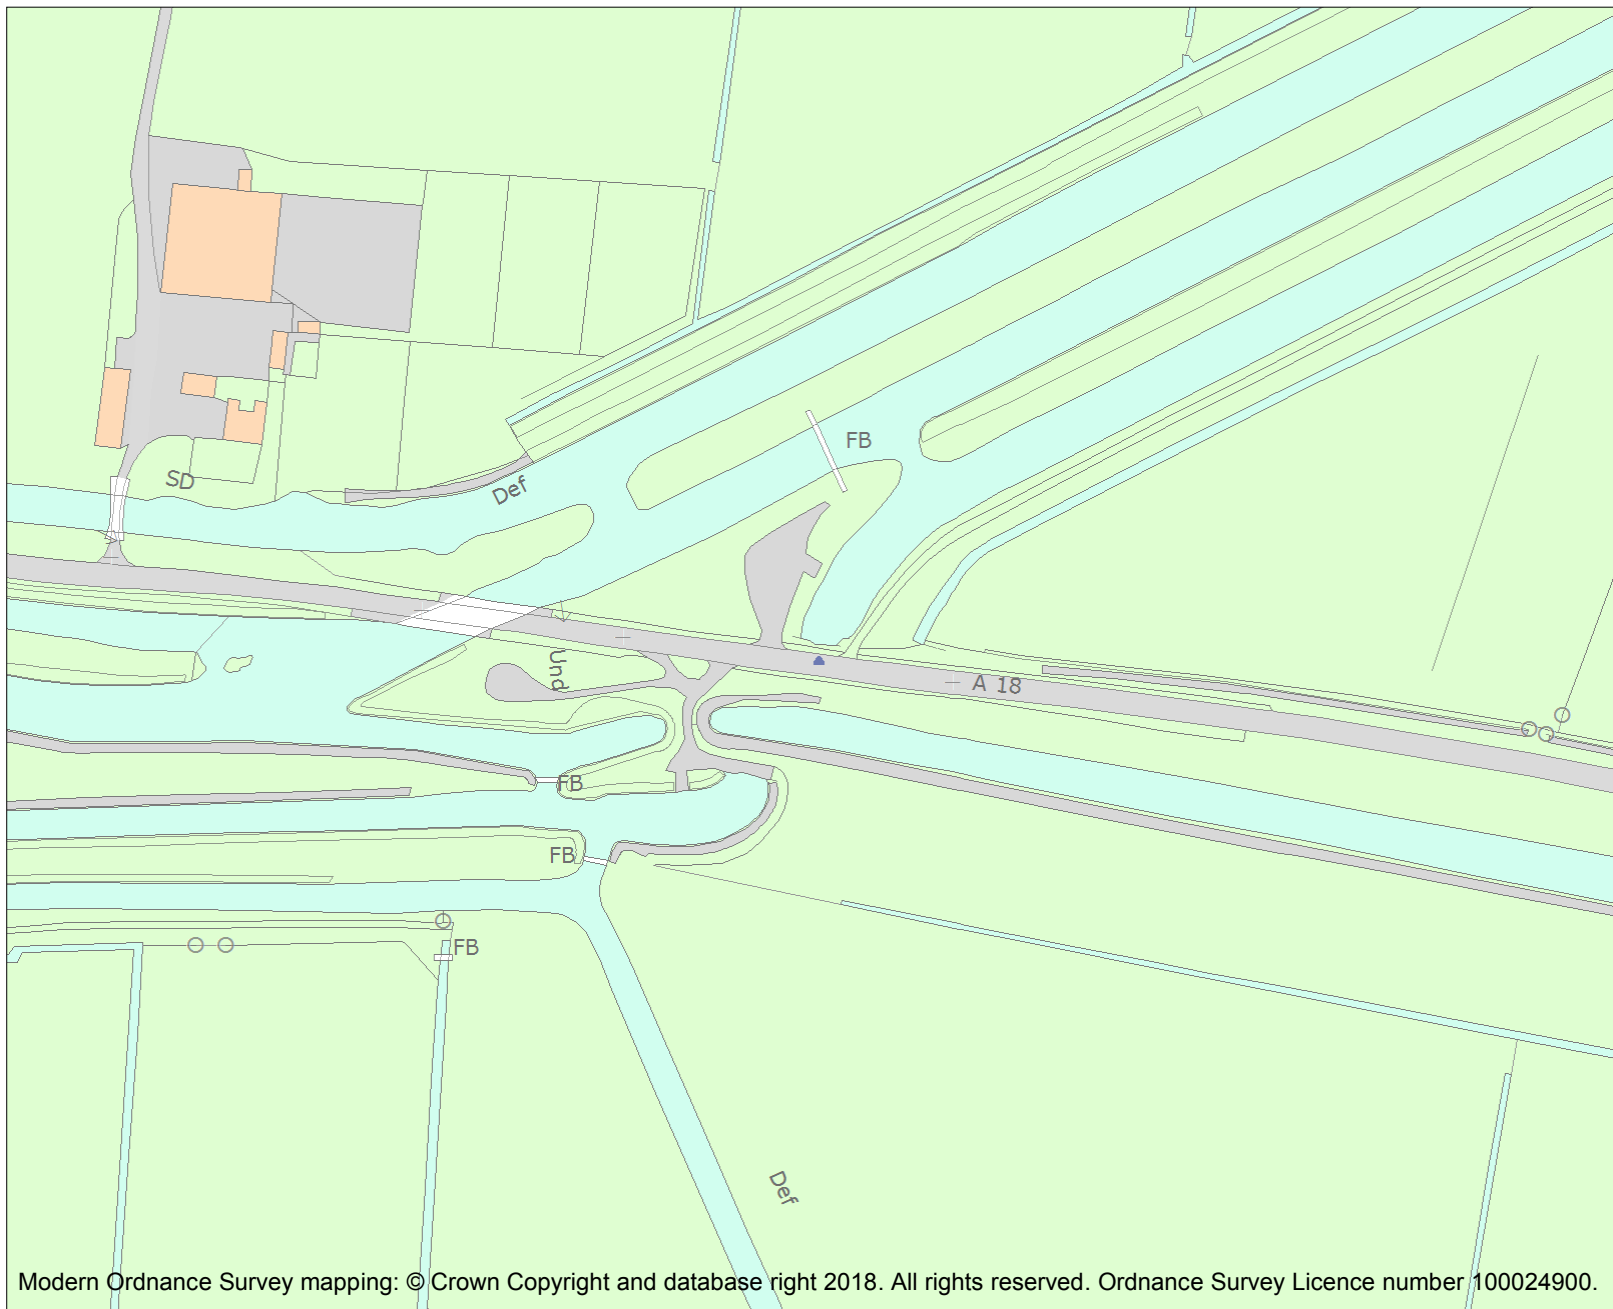 FB
SD
Def
Und
A 18
FB
FB
FB
Def
Modern Ordnance Survey mapping: © Crown Copyright and database right 2018. All rights reserved. Ordnance Survey Licence number 100024900.